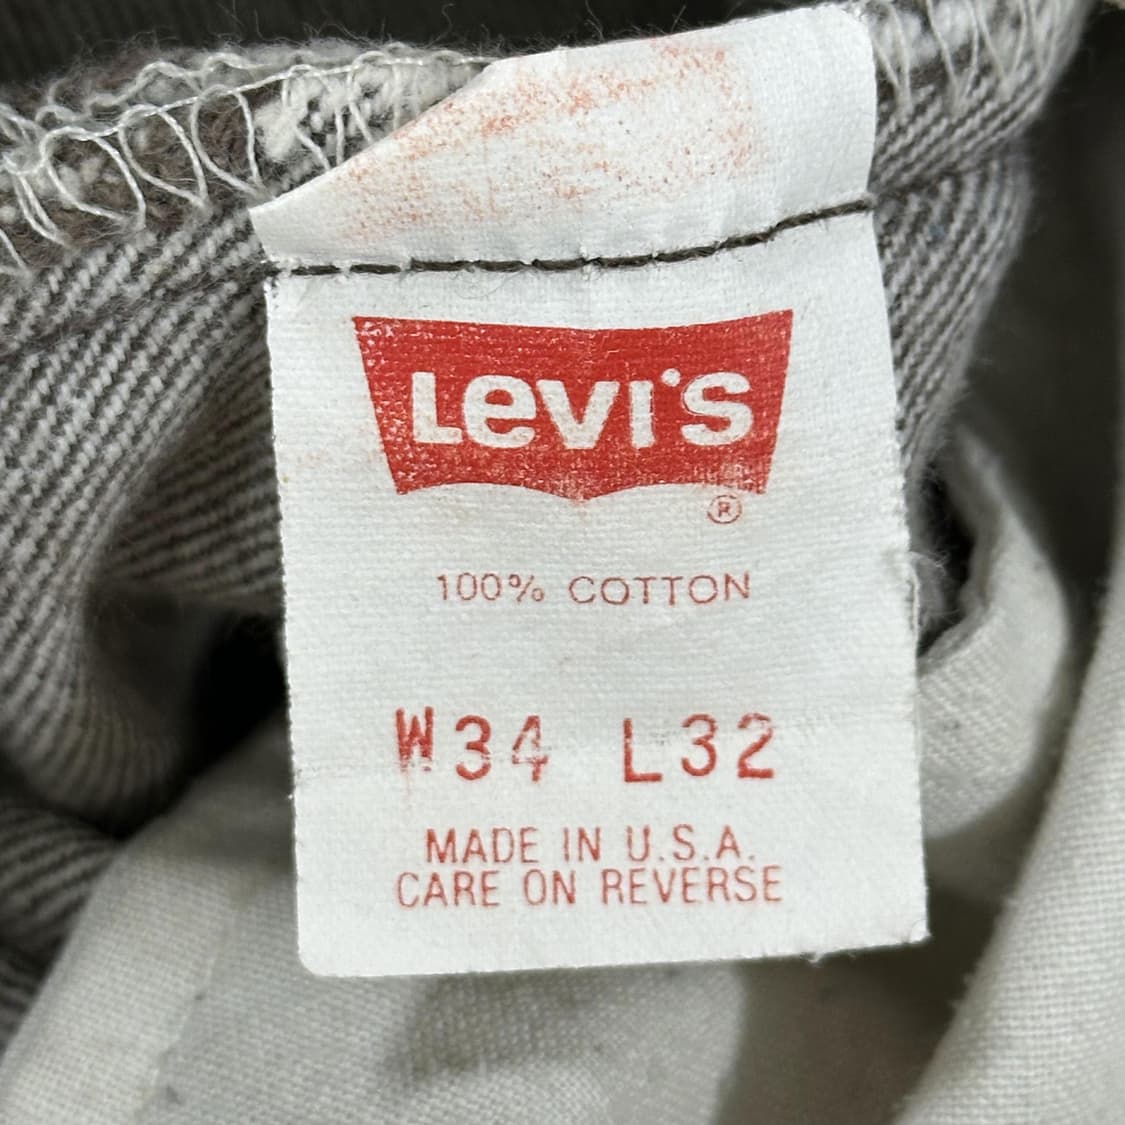 LEVI'S
®
100% COTTON
W34 L32
MADE IN U.S.A.
CARE ON REVERSE